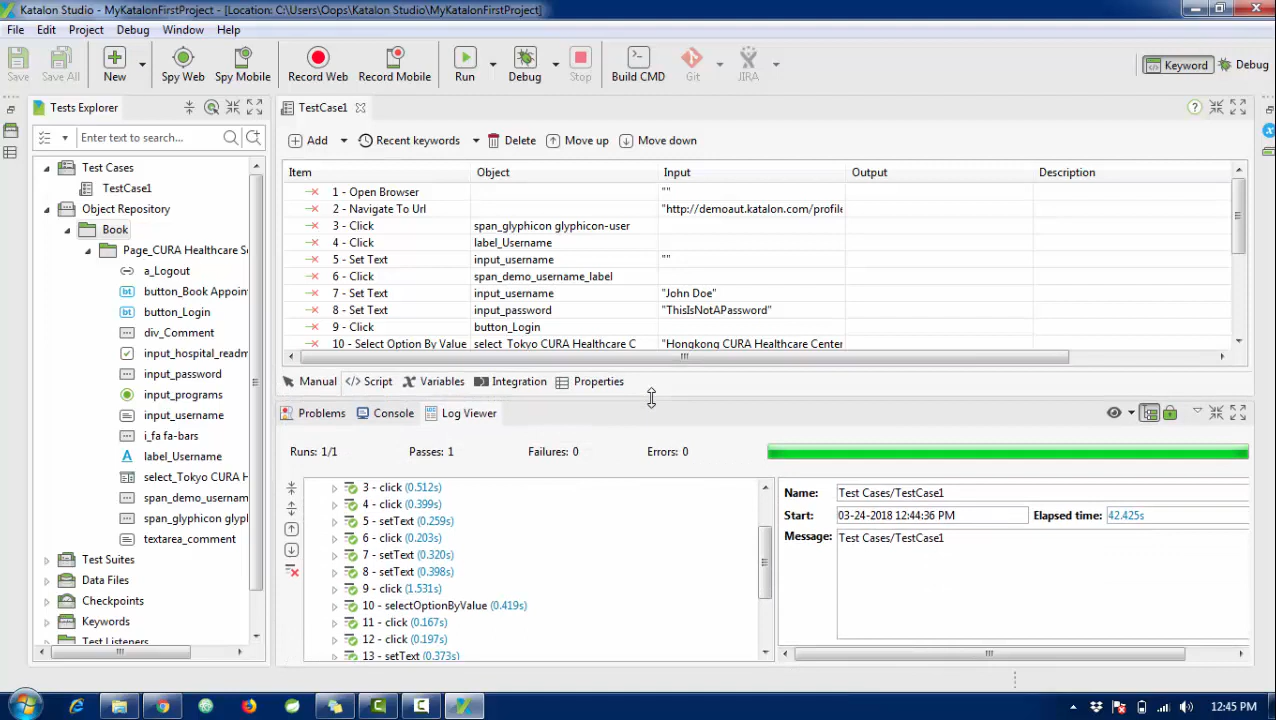 Katalon Studio - MyKatalonFirstProject - [Location: C:\Users\Oops\Katalon Studio\MyKatalonFirstProject]
File Edit Project Debug Window Help
Save Save All New Spy Web Spy Mobile Record Web Record Mobile Run Debug Stop Build CMD Git JIRA Keyword Debug
Tests Explorer
Enter text to search...
Test Cases
TestCase1
Object Repository
Book
Page_CURA Healthcare Se
a_Logout
button_Book Appoin
button_Login
div_Comment
input_hospital_readm
input_password
input_programs
input_username
i_fa fa-bars
label_Username
select_Tokyo CURA H
span_demo_usernam
span_glyphicon glypl
textarea_comment
Test Suites
Data Files
Checkpoints
Keywords
Test Listeners
TestCase1
Add Recent keywords Delete Move up Move down
Item Object Input Output Description
1 - Open Browser ""
2 - Navigate To Url "http://demoaut.katalon.com/profile
3 - Click span_glyphicon glyphicon-user
4 - Click label_Username
5 - Set Text input_username ""
6 - Click span_demo_username_label
7 - Set Text input_username "John Doe"
8 - Set Text input_password "ThisIsNotAPassword"
9 - Click button_Login
10 - Select Option By Value select_Tokyo CURA Healthcare C "Hongkong CURA Healthcare Center
Manual Script Variables Integration Properties
Problems Console Log Viewer
Runs: 1/1 Passes: 1 Failures: 0 Errors: 0
3 - click (0.512s)
4 - click (0.399s)
5 - setText (0.259s)
6 - click (0.203s)
7 - setText (0.320s)
8 - setText (0.398s)
9 - click (1.531s)
10 - selectOptionByValue (0.419s)
11 - click (0.167s)
12 - click (0.197s)
13 - setText (0.373s)
Name: Test Cases/TestCase1
Start: 03-24-2018 12:44:36 PM Elapsed time: 42.425s
Message: Test Cases/TestCase1
12:45 PM